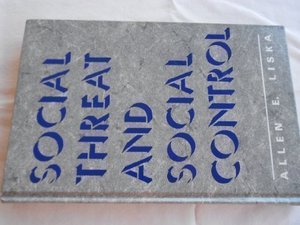 SOCIAL
THREAT
AND
SOCIAL
CONTROL
ALLEN E. LISKA